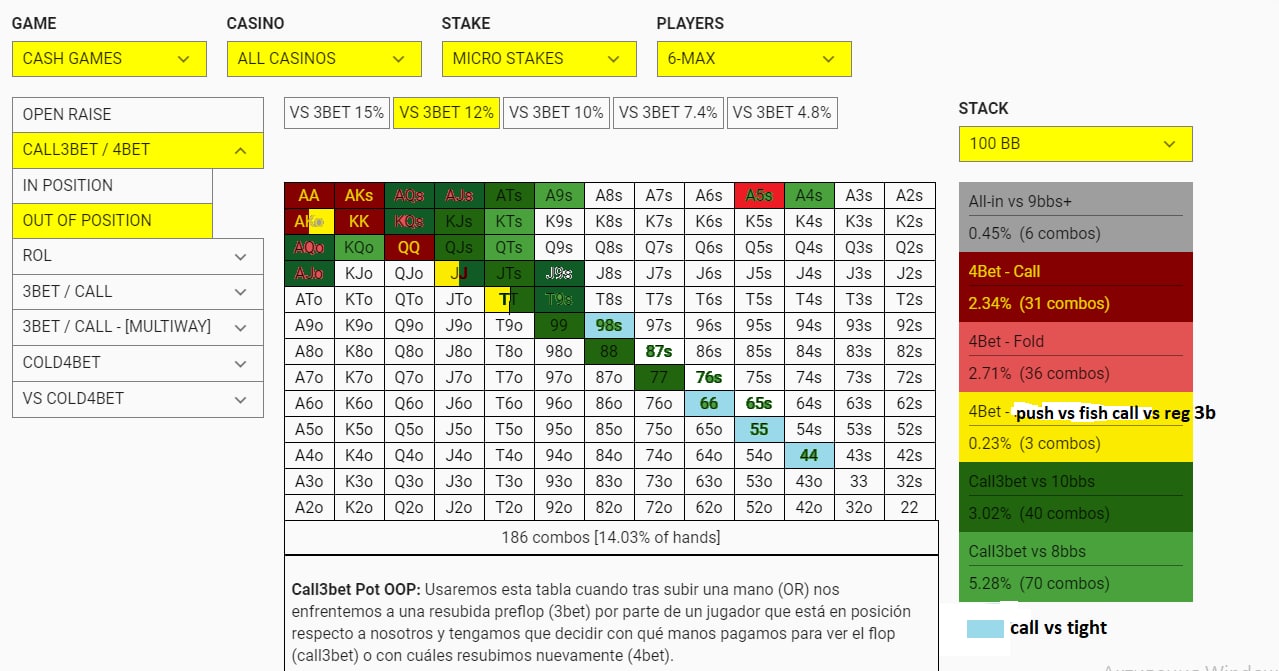 GAME CASINO STAKE PLAYERS
CASH GAMES ALL CASINOS MICRO STAKES 6-MAX
OPEN RAISE
CALL3BET / 4BET
IN POSITION
OUT OF POSITION
ROL
3BET / CALL
3BET / CALL - [MULTIWAY]
COLD4BET
VS COLD4BET
VS 3BET 15% VS 3BET 12% VS 3BET 10% VS 3BET 7.4% VS 3BET 4.8%
AA AKs AQs AJs ATs A9s A8s A7s A6s A5s A4s A3s A2s
AKo KK KQs KJs KTs K9s K8s K7s K6s K5s K4s K3s K2s
AQo KQo QQ QJs QTs Q9s Q8s Q7s Q6s Q5s Q4s Q3s Q2s
AJo KJo QJo JJ JTs J9s J8s J7s J6s J5s J4s J3s J2s
ATo KTo QTo JTo TT T9s T8s T7s T6s T5s T4s T3s T2s
A9o K9o Q9o J9o T9o 99 98s 97s 96s 95s 94s 93s 92s
A8o K8o Q8o J8o T8o 98o 88 87s 86s 85s 84s 83s 82s
A7o K7o Q7o J7o T7o 97o 87o 77 76s 75s 74s 73s 72s
A6o K6o Q6o J6o T6o 96o 86o 76o 66 65s 64s 63s 62s
A5o K5o Q5o J5o T5o 95o 85o 75o 65o 55 54s 53s 52s
A4o K4o Q4o J4o T4o 94o 84o 74o 64o 54o 44 43s 42s
A3o K3o Q3o J3o T3o 93o 83o 73o 63o 53o 43o 33 32s
A2o K2o Q2o J2o T2o 92o 82o 72o 62o 52o 42o 32o 22
186 combos [14.03% of hands]
Call3bet Pot OOP: Usaremos esta tabla cuando tras subir una mano (OR) nos
enfrentemos a una resubida preflop (3bet) por parte de un jugador que está en posición
respecto a nosotros y tengamos que decidir con qué manos pagamos para ver el flop
(call3bet) o con cuáles resubimos nuevamente (4bet).
STACK
100 BB
All-in vs 9bbs+
0.45% (6 combos)
4Bet - Call
2.34% (31 combos)
4Bet - Fold
2.71% (36 combos)
4Bet - push vs fish call vs reg 3b
0.23% (3 combos)
Call3bet vs 10bbs
3.02% (40 combos)
Call3bet vs 8bbs
5.28% (70 combos)
call vs tight